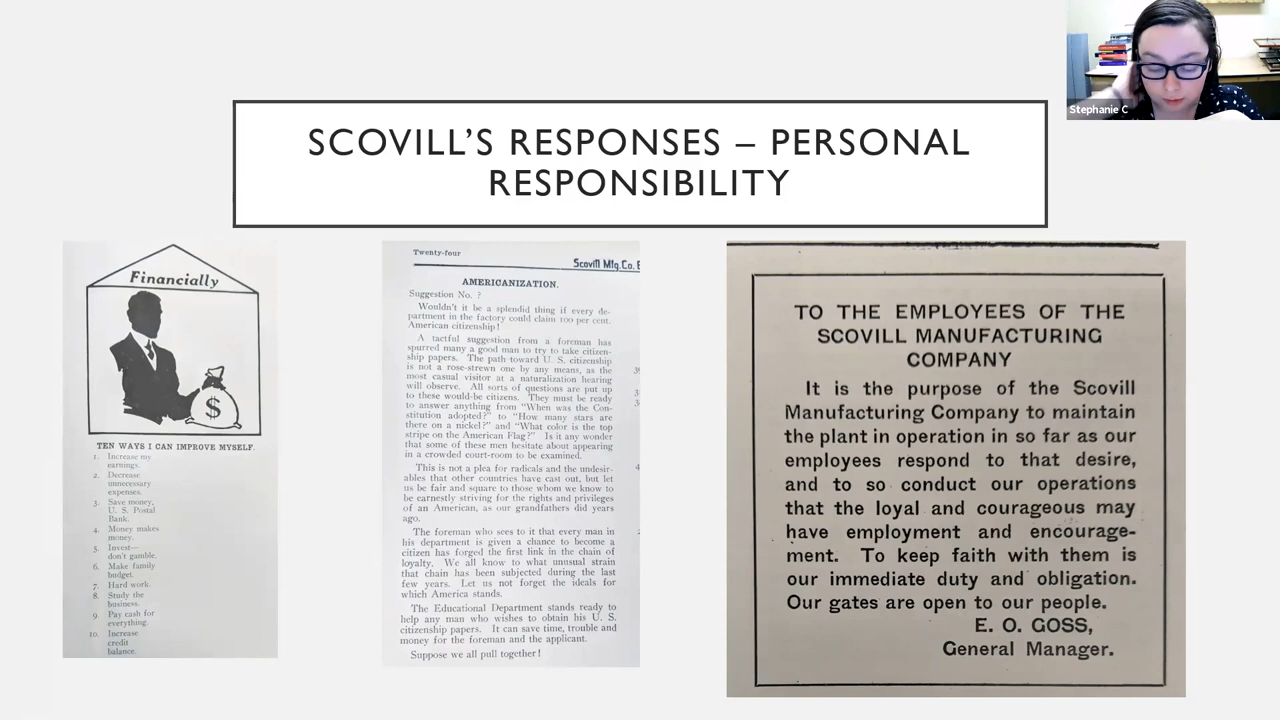 Stephanie C
SCOVILL'S RESPONSES – PERSONAL
RESPONSIBILITY
Financially
$
TEN WAYS I CAN IMPROVE MYSELF.
1. Increase my
earnings.
2. Decrease
unnecessary
expenses.
3. Save money,
U. S. Postal
Bank.
4. Money makes
money.
5. Invest—
don't gamble.
6. Make family
budget.
7. Hard work.
8. Study the
business.
9. Pay cash for
everything.
10. Increase
credit
balance.
Twenty-four
Scovill Mfg. Co. E
AMERICANIZATION.
Suggestion No. ?
Wouldn't it be a splendid thing if every de-
partment in the factory could claim 100 per cent.
American citizenship!
A tactful suggestion from a foreman has
spurred many a good man to try to take citizen-
ship papers. The path toward U. S. citizenship
is not a rose-strewn one by any means, as the
most casual visitor at a naturalization hearing
will observe. All sorts of questions are put up
to these would-be citizens. They must be ready
to answer anything from "When was the Con-
stitution adopted?" to "How many stars are
there on a nickel?" and "What color is the top
stripe on the American Flag?" Is it any wonder
that some of these men hesitate about appearing
in a crowded court-room to be examined.
This is not a plea for radicals and the undesir-
ables that other countries have cast out, but let
us be fair and square to those whom we know to
be earnestly striving for the rights and privileges
of an American, as our grandfathers did years
ago.
The foreman who sees to it that every man in
his department is given a chance to become a
citizen has forged the first link in the chain of
loyalty. We all know to what unusual strain
that chain has been subjected during the last
few years. Let us not forget the ideals for
which America stands.
The Educational Department stands ready to
help any man who wishes to obtain his U. S.
citizenship papers. It can save time, trouble and
money for the foreman and the applicant.
Suppose we all pull together!
TO THE EMPLOYEES OF THE
SCOVILL MANUFACTURING
COMPANY
It is the purpose of the Scovill
Manufacturing Company to maintain
the plant in operation in so far as our
employees respond to that desire,
and to so conduct our operations
that the loyal and courageous may
have employment and encourage-
ment. To keep faith with them is
our immediate duty and obligation.
Our gates are open to our people.
E. O. GOSS,
General Manager.